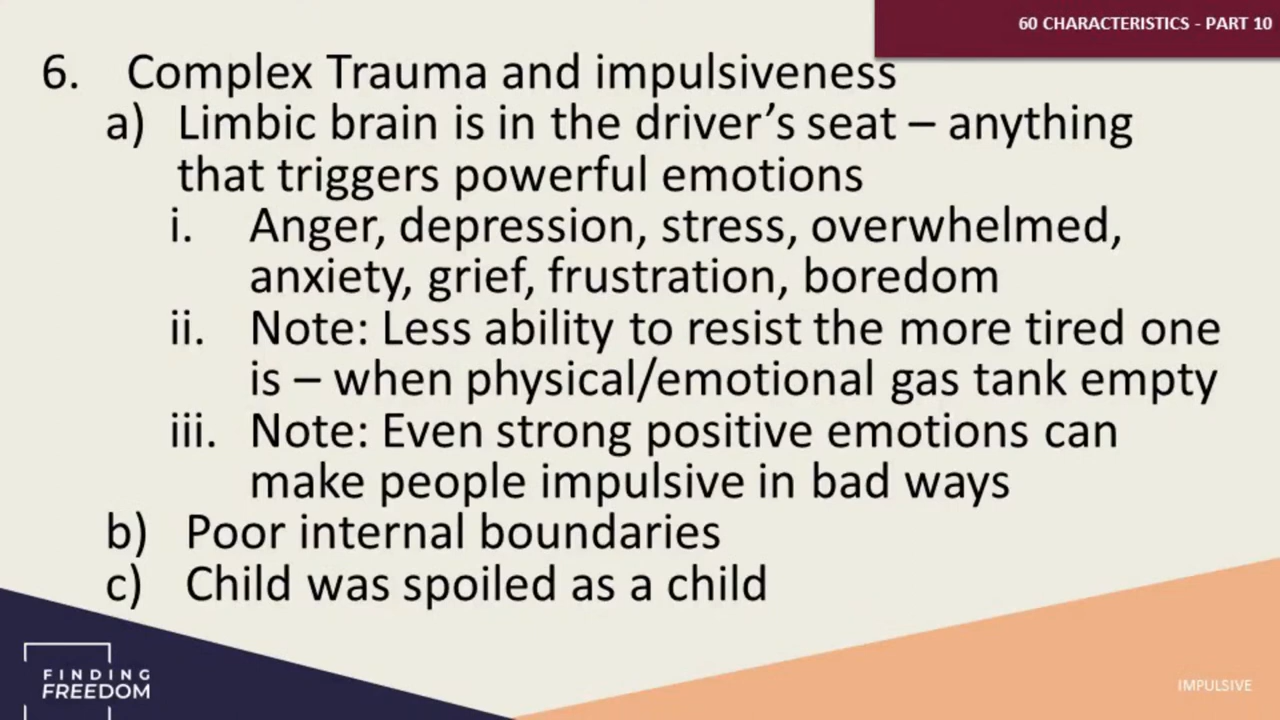 60 CHARACTERISTICS - PART 10
6. Complex Trauma and impulsiveness
a) Limbic brain is in the driver’s seat – anything
that triggers powerful emotions
i. Anger, depression, stress, overwhelmed,
anxiety, grief, frustration, boredom
ii. Note: Less ability to resist the more tired one
is – when physical/emotional gas tank empty
iii. Note: Even strong positive emotions can
make people impulsive in bad ways
b) Poor internal boundaries
c) Child was spoiled as a child
FINDING
FREEDOM
IMPULSIVE